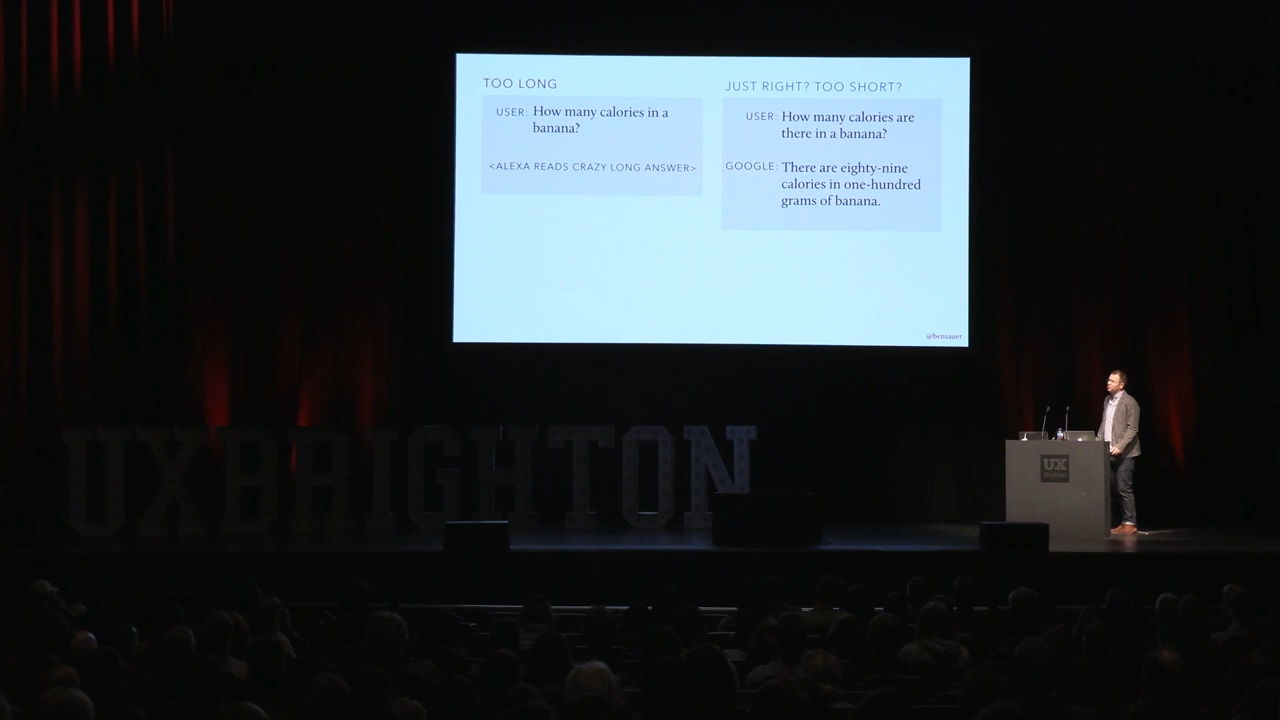 TOO LONG
USER: How many calories in a
banana?
<ALEXA READS CRAZY LONG ANSWER>
JUST RIGHT? TOO SHORT?
USER: How many calories are
there in a banana?
GOOGLE: There are eighty-nine
calories in one-hundred
grams of banana.
@bensauer
UXBRIGHTON
UX
Brighton